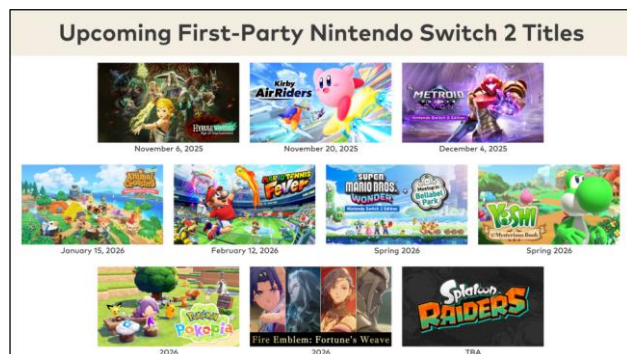 Upcoming First-Party Nintendo Switch 2 Titles
HYRULE WARRIORS
Kirby
Air Riders
METROID
Nintendo Switch 2 Edition
November 6, 2025
November 20, 2025
December 4, 2025
Animal Crossing
MARIO TENNIS
FEVER
SUPER
MARIO BROS.
WONDER
Nintendo Switch 2 Edition
Meetup in
Bellabel
Park
YOSHI
and the
Mysterious Book
January 15, 2026
February 12, 2026
Spring 2026
Spring 2026
Pokémon
Pokopia
Fire Emblem: Fortune's Weave
Splatoon
RAIDERS
2026
2026
TBA